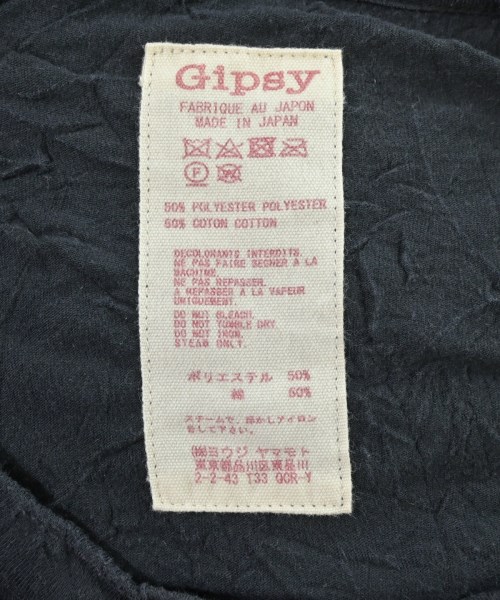 Gipsy
FABRIQUE AU JAPON
MADE IN JAPAN
F
50% POLYESTER POLYESTER
50% COTON COTTON
DECOLORANTS INTERDITS.
NE PAS FAIRE SECHER A LA
MACHINE.
NE PAS REPASSER.
A REPASSER A LA VAPEUR
UNIQUEMENT.
DO NOT BLEACH.
DO NOT TUMBLE DRY.
DO NOT IRON.
STEAM ONLY.
ポリエステル 50%
綿 50%
スチームで、浮かしアイロン
をして下さい。
(株)ヨウジ ヤマモト
東京都品川区東品川
2-2-43 T33 QOR-Y